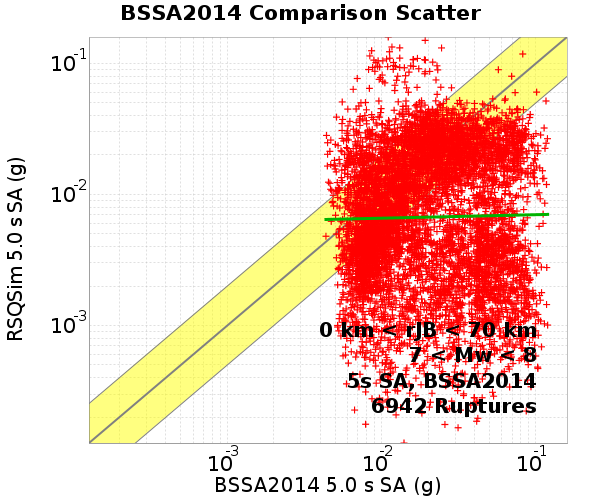 BSSA2014 Comparison Scatter
RSQSim 5.0 s SA (g)
10⁻¹
10⁻²
10⁻³
0 km < rJB < 70 km
7 < Mw < 8
5s SA, BSSA2014
6942 Ruptures
10⁻³ 10⁻² 10⁻¹
BSSA2014 5.0 s SA (g)